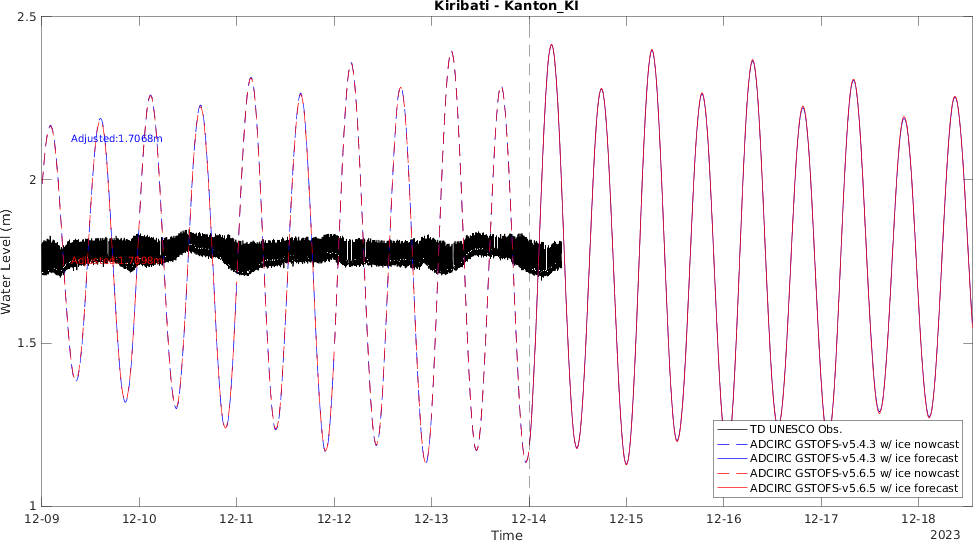 Kiribati - Kanton_KI
2.5
2
1.5
1
Water Level (m)
Adjusted:1.7068m
12-09
12-10
12-11
12-12
12-13
12-14
12-15
12-16
12-17
12-18
Time
2023
TD UNESCO Obs.
ADCIRC GSTOFS-v5.4.3 w/ ice nowcast
ADCIRC GSTOFS-v5.4.3 w/ ice forecast
ADCIRC GSTOFS-v5.6.5 w/ ice nowcast
ADCIRC GSTOFS-v5.6.5 w/ ice forecast